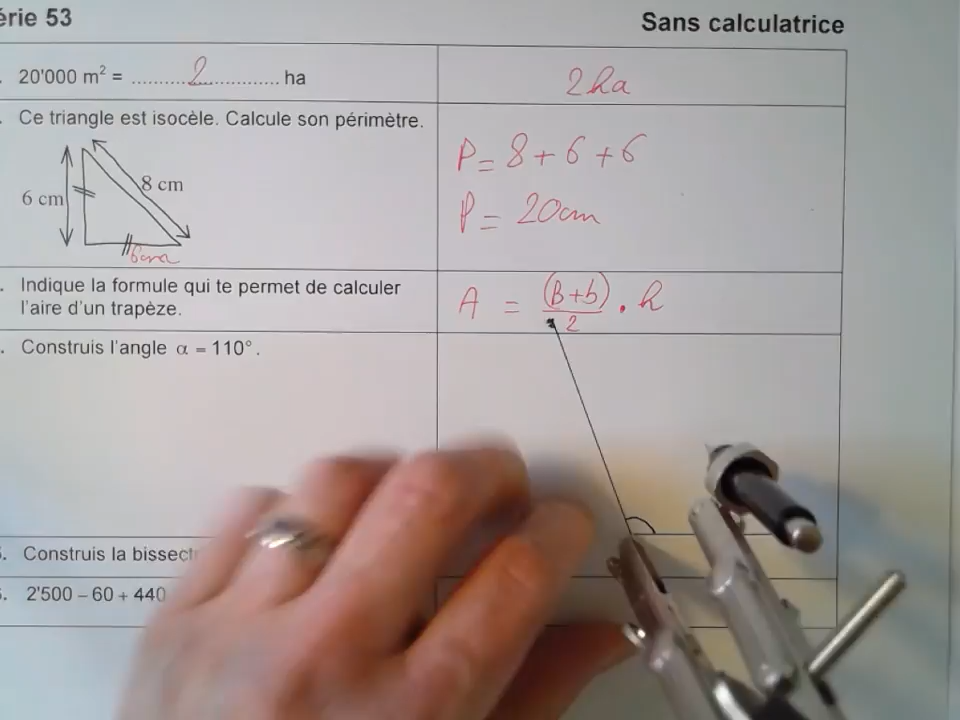 érie 53
Sans calculatrice
. 20'000 m² = ........2........ ha
2 ha
. Ce triangle est isocèle. Calcule son périmètre.
6 cm
8 cm
6cm
P = 8 + 6 + 6
P = 20cm
. Indique la formule qui te permet de calculer
l'aire d'un trapèze.
A = (B+b)/2 . h
. Construis l'angle α = 110°.
. Construis la bissect
. 2'500 – 60 + 440